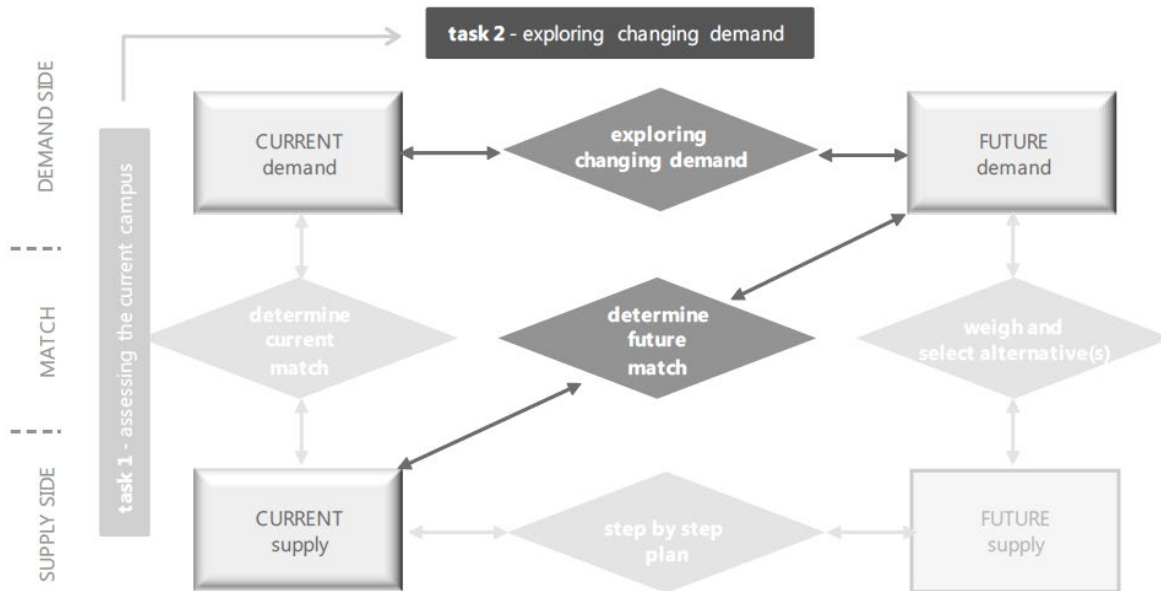 task 2 - exploring changing demand
DEMAND SIDE
CURRENT
demand
exploring
changing demand
FUTURE
demand
task 1 - assessing the current campus
MATCH
determine
current
match
determine
future
match
weigh and
select alternative(s)
SUPPLY SIDE
CURRENT
supply
step by step
plan
FUTURE
supply